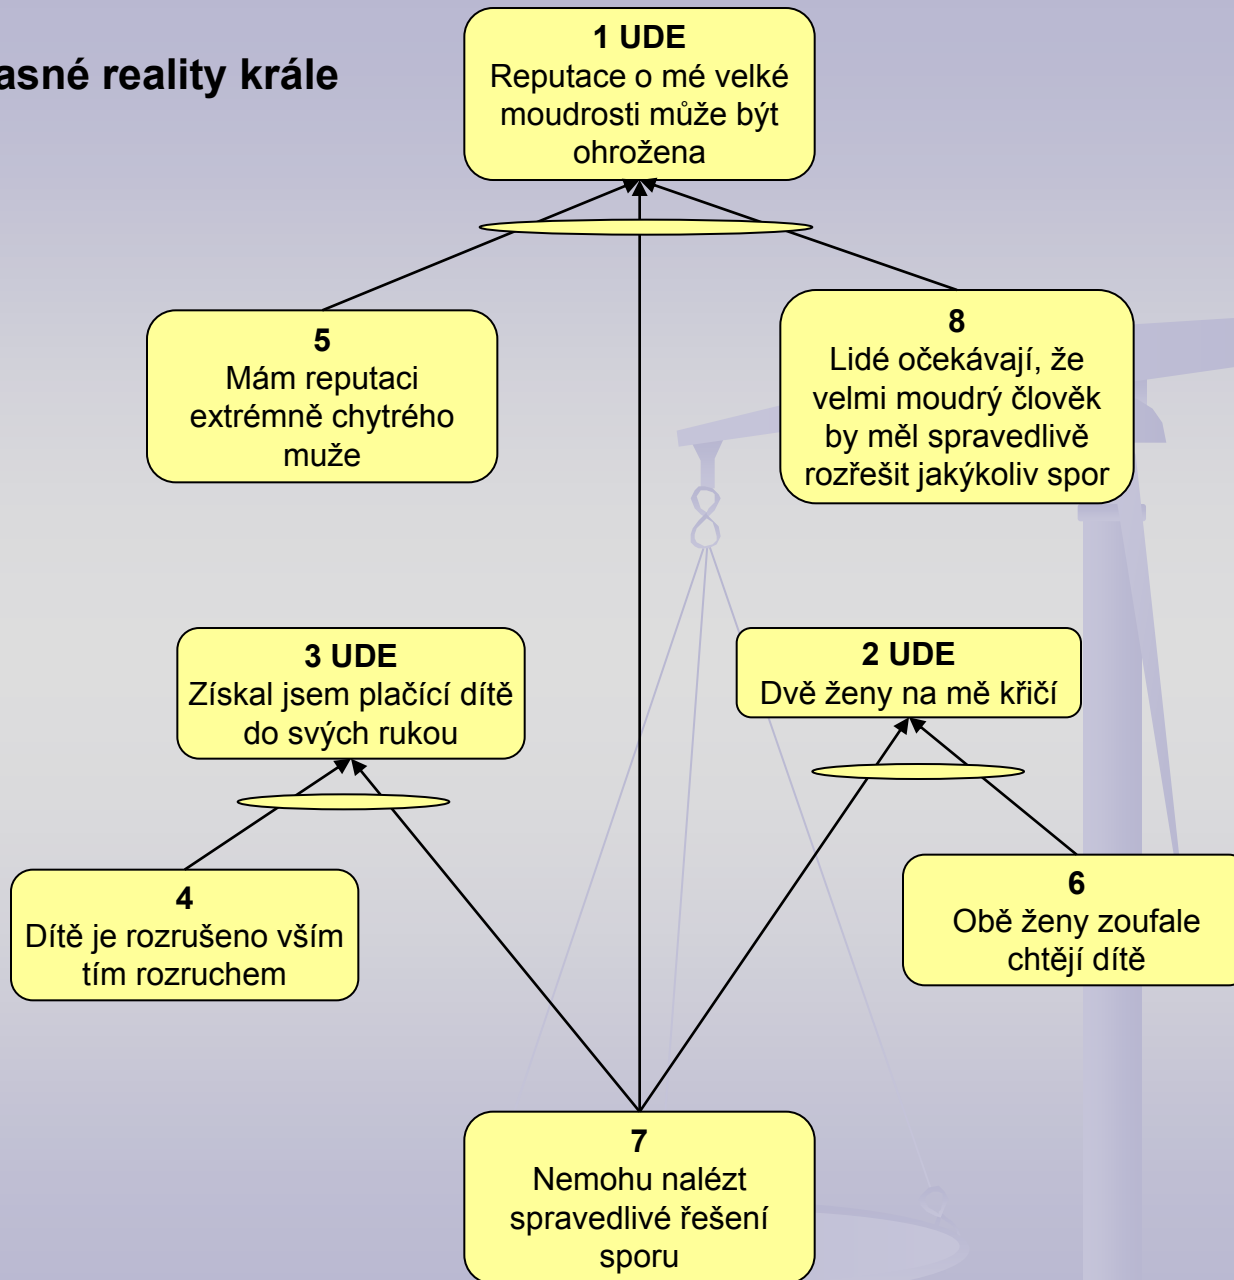 asné reality krále
1 UDE
Reputace o mé velké
moudrosti může být
ohrožena
5
Mám reputaci
extrémně chytrého
muže
8
Lidé očekávají, že
velmi moudrý člověk
by měl spravedlivě
rozřešit jakýkoliv spor
3 UDE
Získal jsem plačící dítě
do svých rukou
2 UDE
Dvě ženy na mě křičí
4
Dítě je rozrušeno vším
tím rozruchem
6
Obě ženy zoufale
chtějí dítě
7
Nemohu nalézt
spravedlivé řešení
sporu